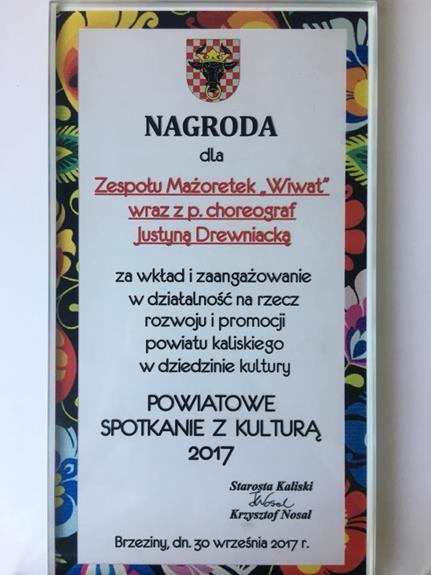 NAGRODA
dla
Zespołu Mażoretek „Wiwat"
wraz z p. choreograf
Justyną Drewniacką
za wkład i zaangażowanie
w działalność na rzecz
rozwoju i promocji
powiatu kaliskiego
w dziedzinie kultury
POWIATOWE
SPOTKANIE Z KULTURĄ
2017
Starosta Kaliski
KNosal
Krzysztof Nosal
Brzeziny, dn. 30 września 2017 r.